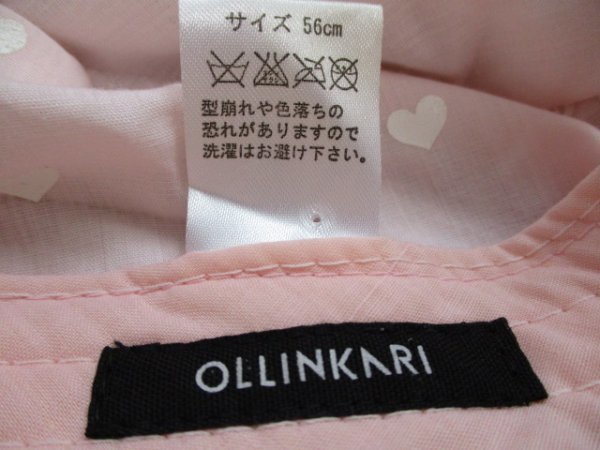 サイズ 56cm
型崩れや色落ちの
恐れがありますので
洗濯はお避け下さい。
OLLINKARI